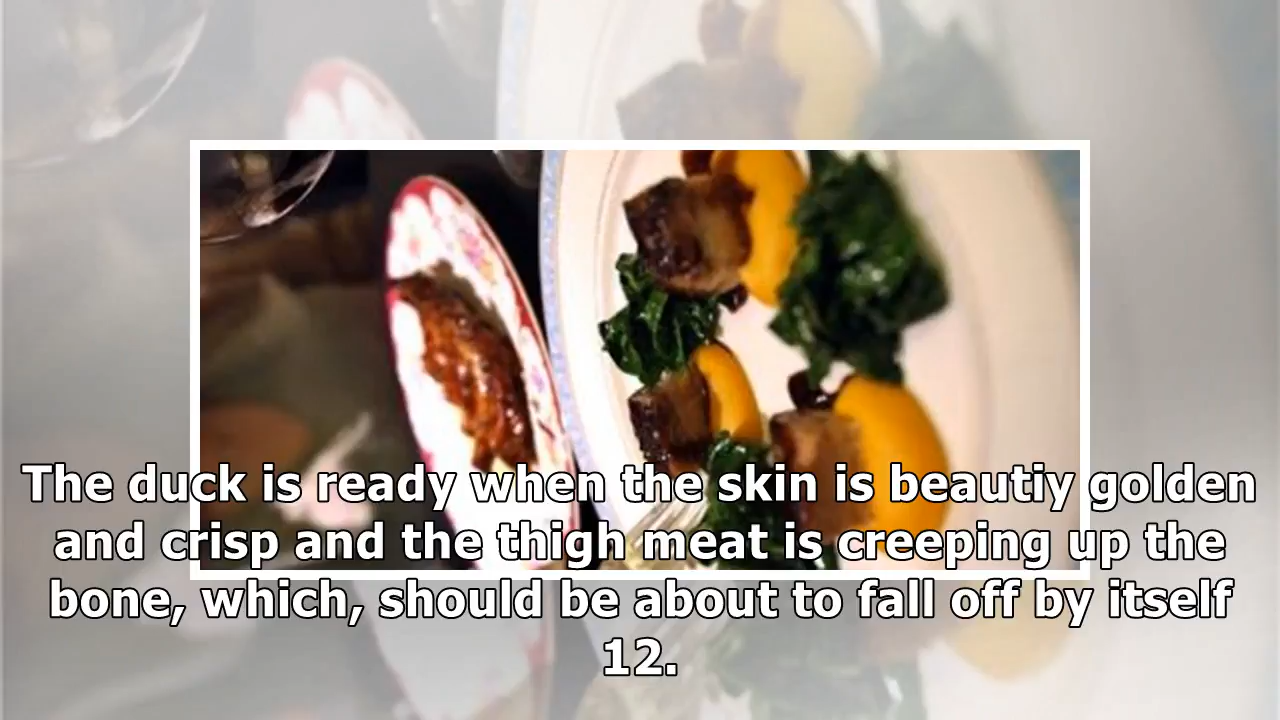 The duck is ready when the skin is beautiy golden
and crisp and the thigh meat is creeping up the
bone, which, should be about to fall off by itself
12.